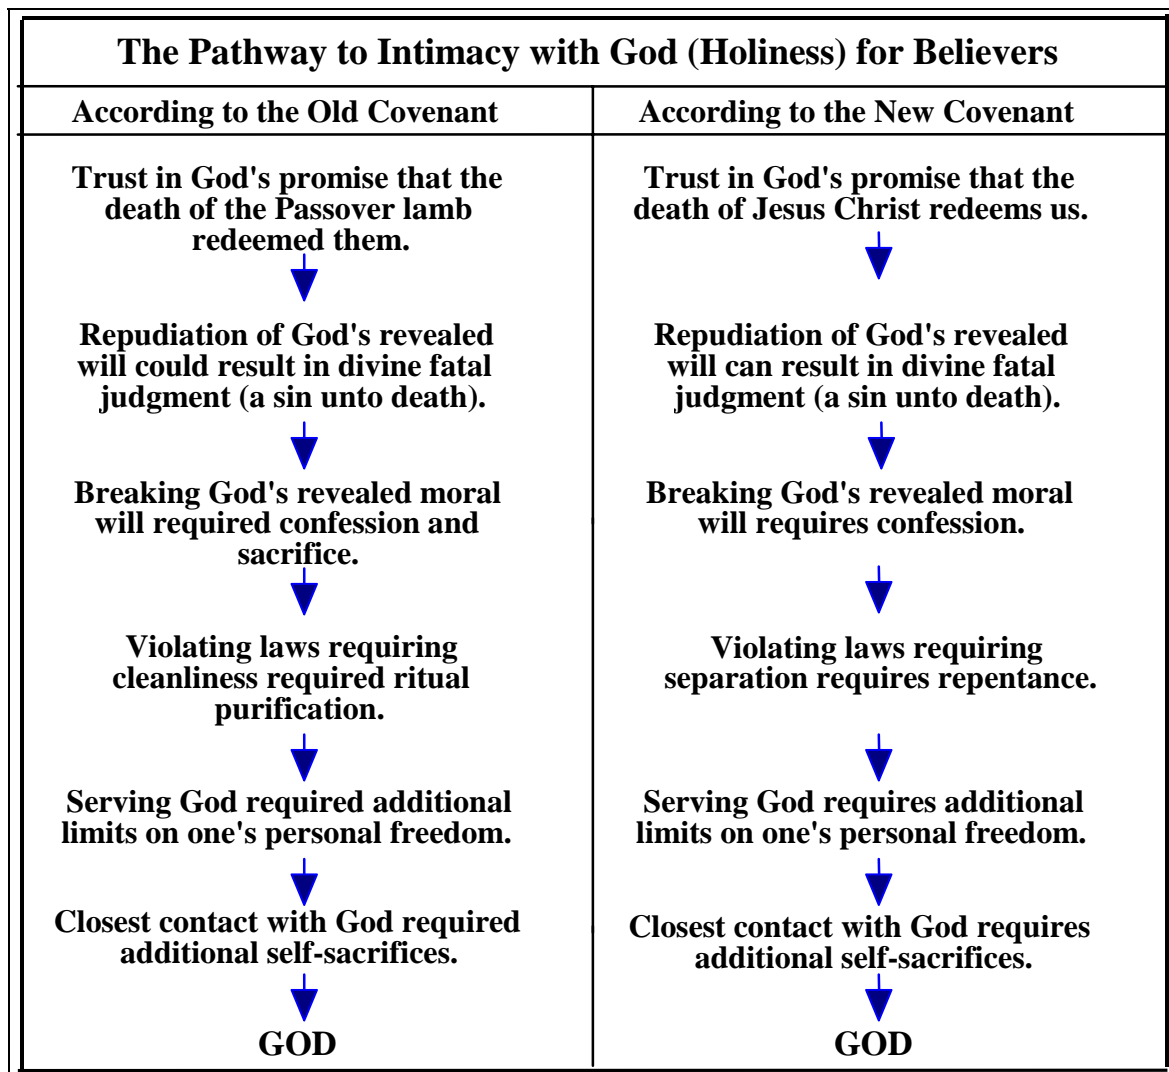 The Pathway to Intimacy with God (Holiness) for Believers
According to the Old Covenant
Trust in God's promise that the
death of the Passover lamb
redeemed them.
Repudiation of God's revealed
will could result in divine fatal
judgment (a sin unto death).
Breaking God's revealed moral
will required confession and
sacrifice.
Violating laws requiring
cleanliness required ritual
purification.
Serving God required additional
limits on one's personal freedom.
Closest contact with God required
additional self-sacrifices.
GOD
According to the New Covenant
Trust in God's promise that the
death of Jesus Christ redeems us.
Repudiation of God's revealed
will can result in divine fatal
judgment (a sin unto death).
Breaking God's revealed moral
will requires confession.
Violating laws requiring
separation requires repentance.
Serving God requires additional
limits on one's personal freedom.
Closest contact with God requires
additional self-sacrifices.
GOD